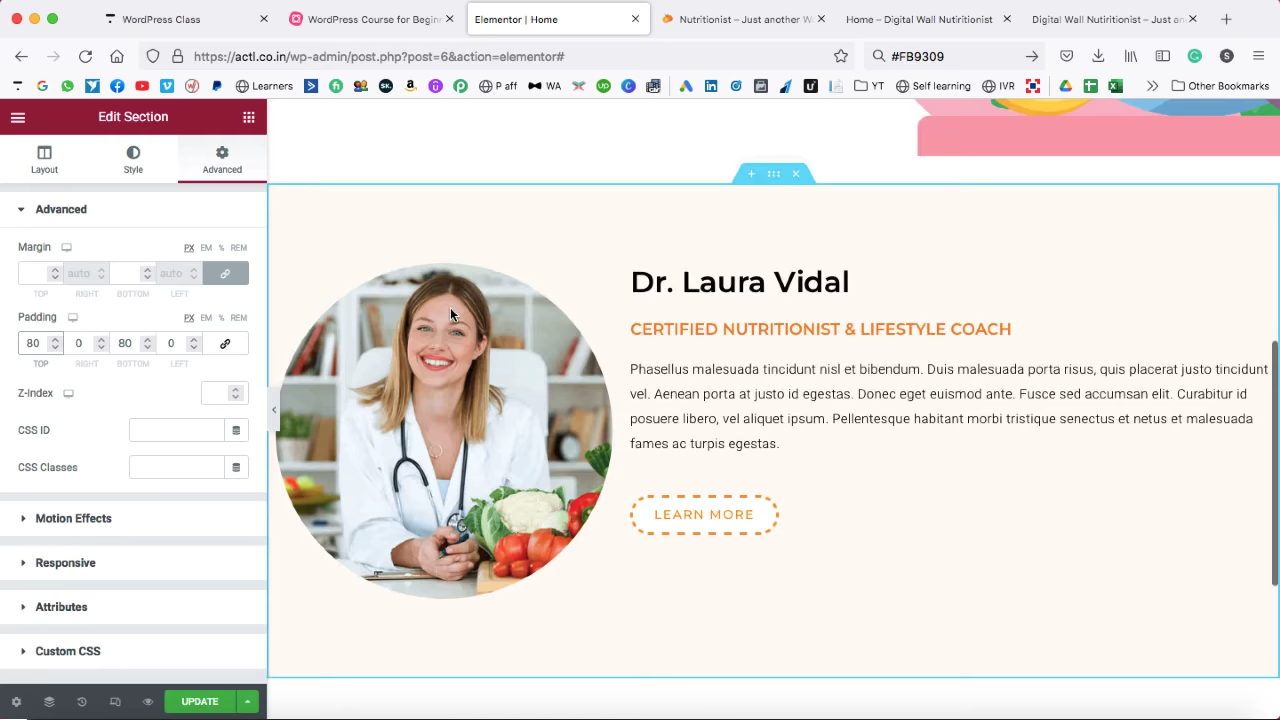 WordPress Class
WordPress Course for Beginn
Elementor | Home
Nutritionist – Just another W
Home – Digital Wall Nutiritionist
Digital Wall Nutiritionist – Just an
https://actl.co.in/wp-admin/post.php?post=6&action=elementor#
#FB9309
Learners
P aff
WA
YT
Self learning
IVR
Other Bookmarks
Edit Section
Layout
Style
Advanced
Advanced
Margin
PX EM % REM
auto auto
TOP RIGHT BOTTOM LEFT
Padding
PX EM % REM
80 0 80 0
TOP RIGHT BOTTOM LEFT
Z-Index
CSS ID
CSS Classes
Motion Effects
Responsive
Attributes
Custom CSS
UPDATE
Dr. Laura Vidal
CERTIFIED NUTRITIONIST & LIFESTYLE COACH
Phasellus malesuada tincidunt nisl et bibendum. Duis malesuada porta risus, quis placerat justo tincidunt
vel. Aenean porta at justo id egestas. Donec eget euismod ante. Fusce sed accumsan elit. Curabitur id
posuere libero, vel aliquet ipsum. Pellentesque habitant morbi tristique senectus et netus et malesuada
fames ac turpis egestas.
LEARN MORE